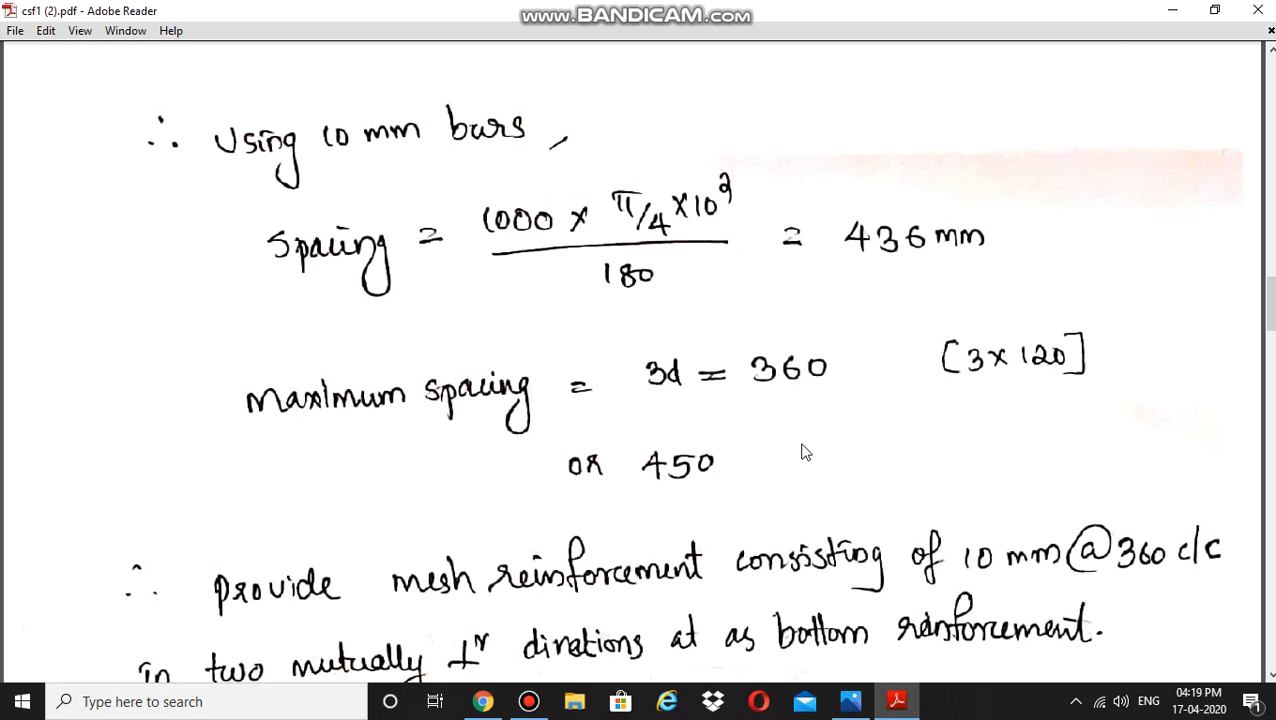 csf1 (2).pdf - Adobe Reader
www.BANDICAM.com
File Edit View Window Help
∴ Using 10 mm bars,
spacing = 1000 × π/4 × 10² / 180 = 436 mm
maximum spacing = 3d = 360 [3 × 120]
or 450
∴ provide mesh reinforcement consisting of 10 mm @ 360 c/c
in two mutually ⊥r dirations at as bottom reinforcement.
Type here to search
ENG
04:19 PM
17-04-2020
1